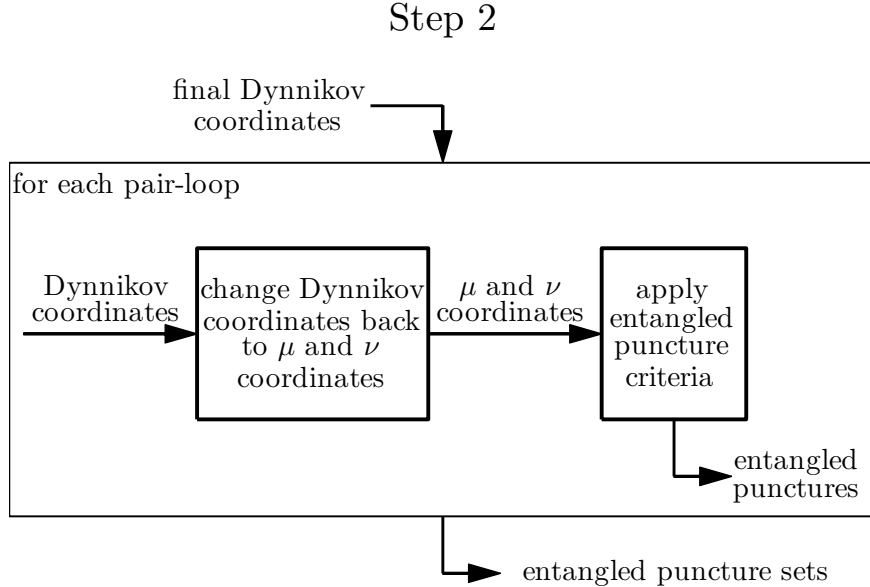 Step 2
final Dynnikov
coordinates
for each pair-loop
Dynnikov
coordinates
change Dynnikov
coordinates back
to μ and ν
coordinates
μ and ν
coordinates
apply
entangled
puncture
criteria
entangled
punctures
entangled puncture sets